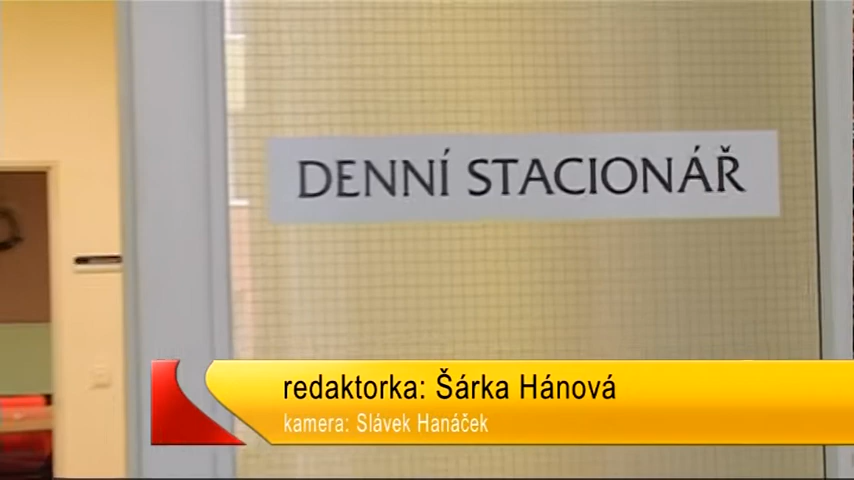 DENNÍ STACIONÁŘ
redaktorka: Šárka Hánová
kamera: Slávek Hanáček